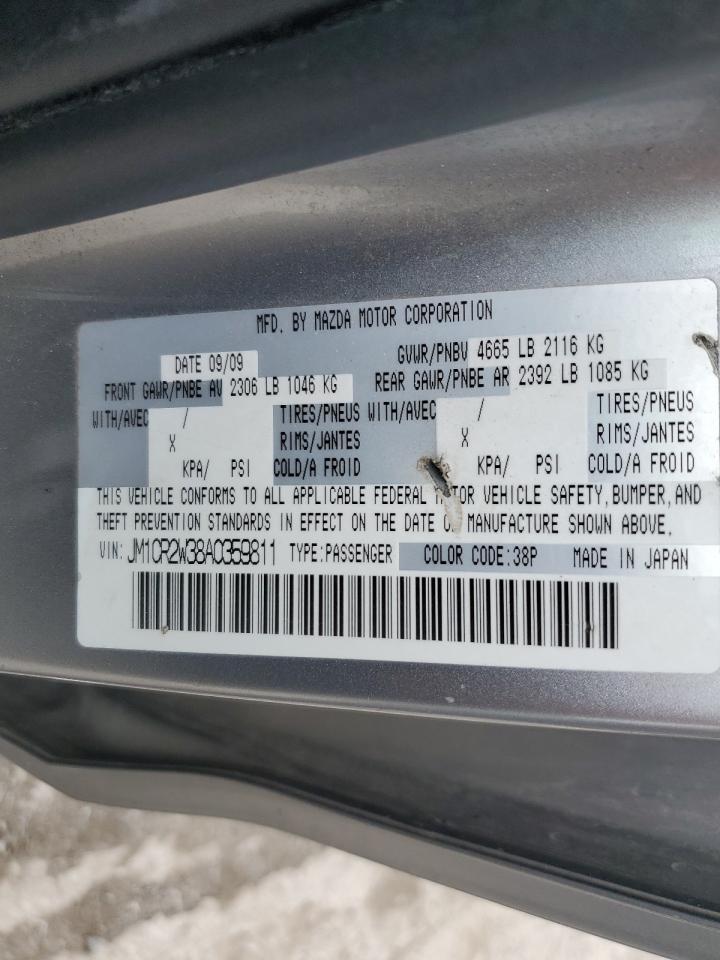 MFD. BY MAZDA MOTOR CORPORATION
DATE 09/09 GVWR/PNBV 4665 LB 2116 KG
FRONT GAWR/PNBE AV 2306 LB 1046 KG REAR GAWR/PNBE AR 2392 LB 1085 KG
WITH/AVEC / TIRES/PNEUS WITH/AVEC / TIRES/PNEUS
X RIMS/JANTES X RIMS/JANTES
KPA/ PSI COLD/A FROID KPA/ PSI COLD/A FROID
THIS VEHICLE CONFORMS TO ALL APPLICABLE FEDERAL VEHICLE SAFETY, BUMPER, AND
THEFT PREVENTION STANDARDS IN EFFECT ON THE DATE MANUFACTURE SHOWN ABOVE.
VIN: JM1CR2W38A0359811 TYPE:PASSENGER COLOR CODE:38P MADE IN JAPAN